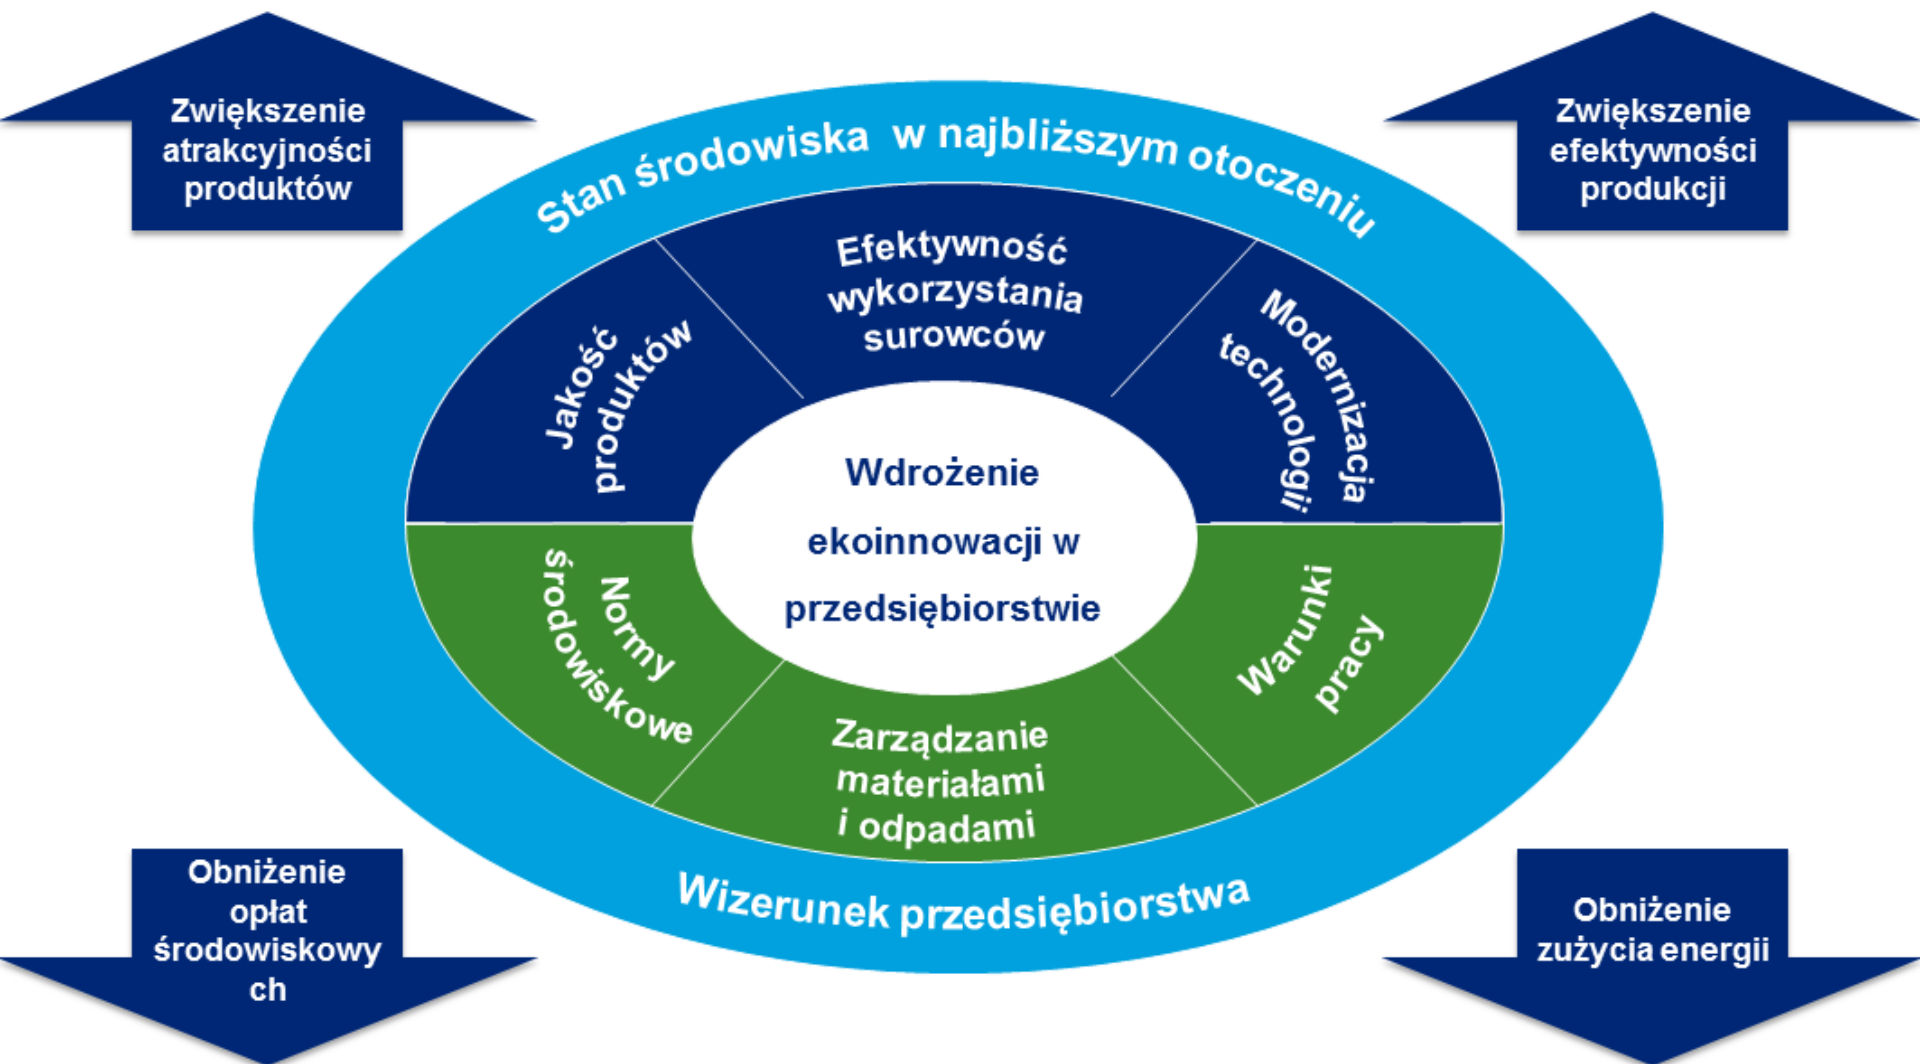 Zwiększenie
atrakcyjności
produktów
Zwiększenie
efektywności
produkcji
Stan środowiska w najbliższym otoczeniu
Efektywność
wykorzystania
surowców
Jakość
produktów
Modernizacja
technologii
Wdrożenie
ekoinnowacji w
przedsiębiorstwie
Normy
środowiskowe
Warunki
pracy
Zarządzanie
materiałami
i odpadami
Wizerunek przedsiębiorstwa
Obniżenie
opłat
środowiskowy
ch
Obniżenie
zużycia energii